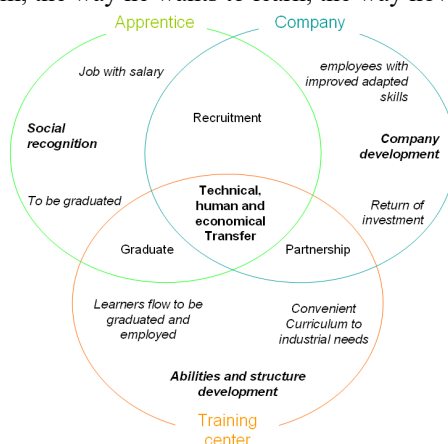 Apprentice
Company
Job with salary
employees with
improved adapted
skills
Recruitment
Social
recognition
Company
development
To be graduated
Technical,
human and
economical
Transfer
Return of
investment
Graduate
Partnership
Learners flow to be
graduated and
employed
Convenient
Curriculum to
industrial needs
Abilities and structure
development
Training
center